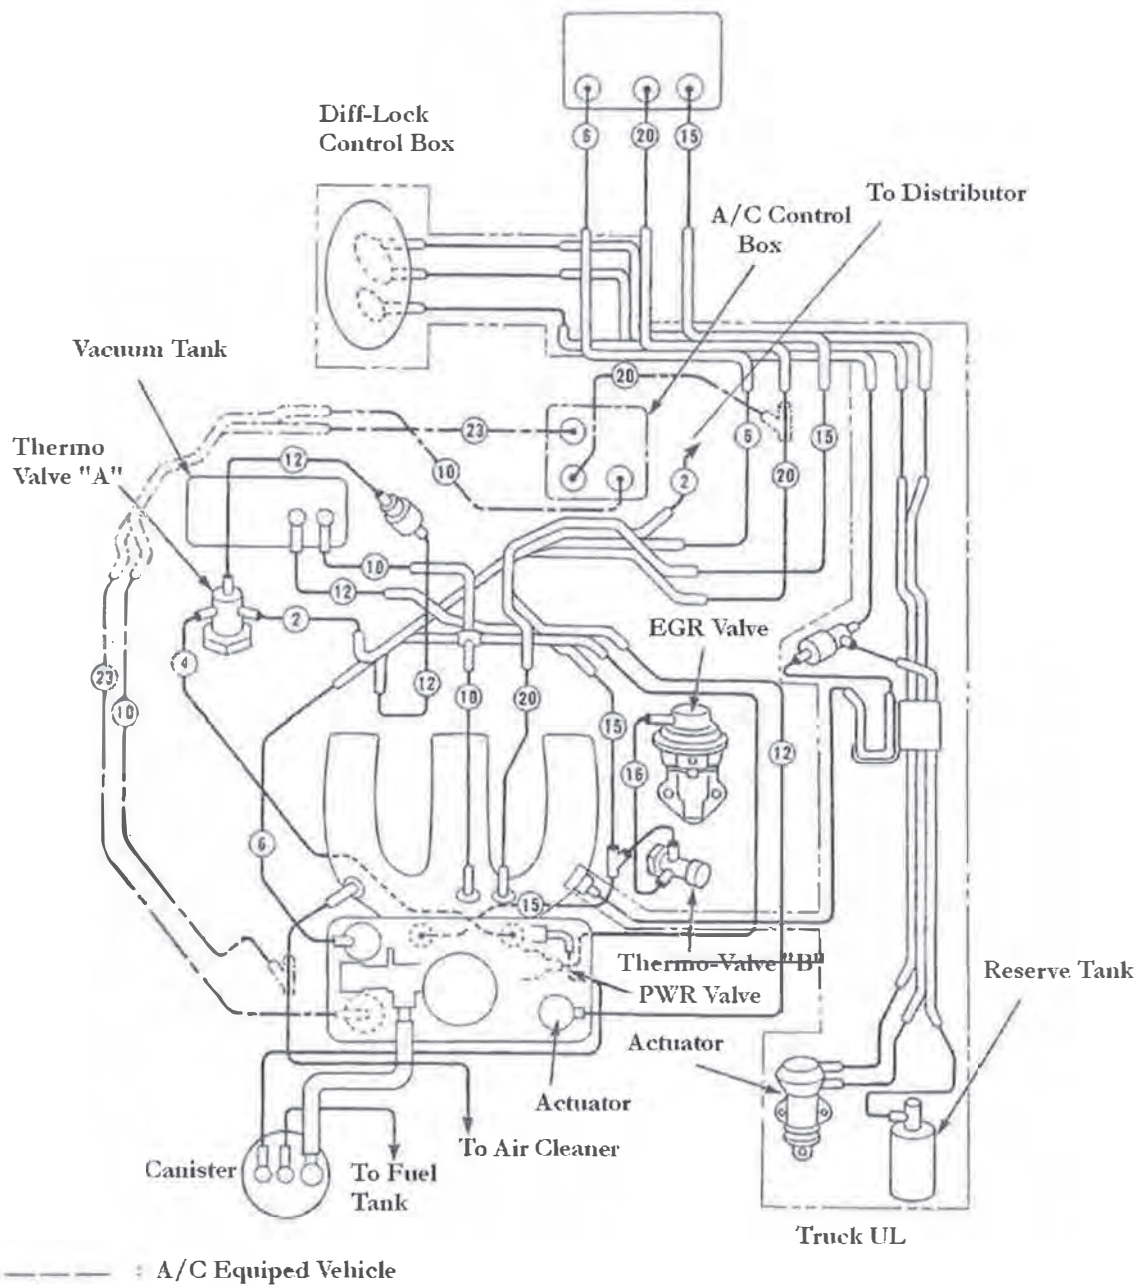 6 20 15
Diff-Lock
Control Box
To Distributor
A/C Control
Box
Vacuum Tank
20
Thermo
Valve "A"
23
6
15
12
10
2
20
10
12
2
EGR Valve
4
23
12
10
20
10
15
12
16
6
15
Thermo-Valve "B"
PWR Valve
Reserve Tank
Actuator
Actuator
To Air Cleaner
Canister
To Fuel
Tank
Truck UL
: A/C Equiped Vehicle